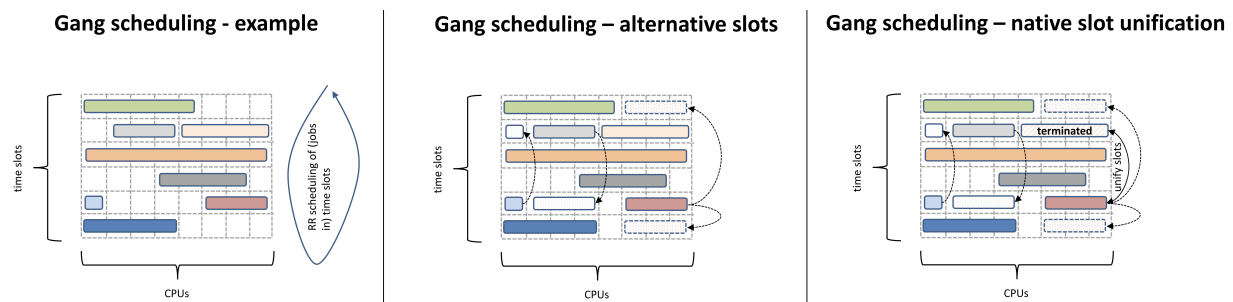 Gang scheduling - example
time slots
RR scheduling of (jobs
in) time slots
CPUs
Gang scheduling – alternative slots
time slots
CPUs
Gang scheduling – native slot unification
time slots
terminated
unify slots
CPUs